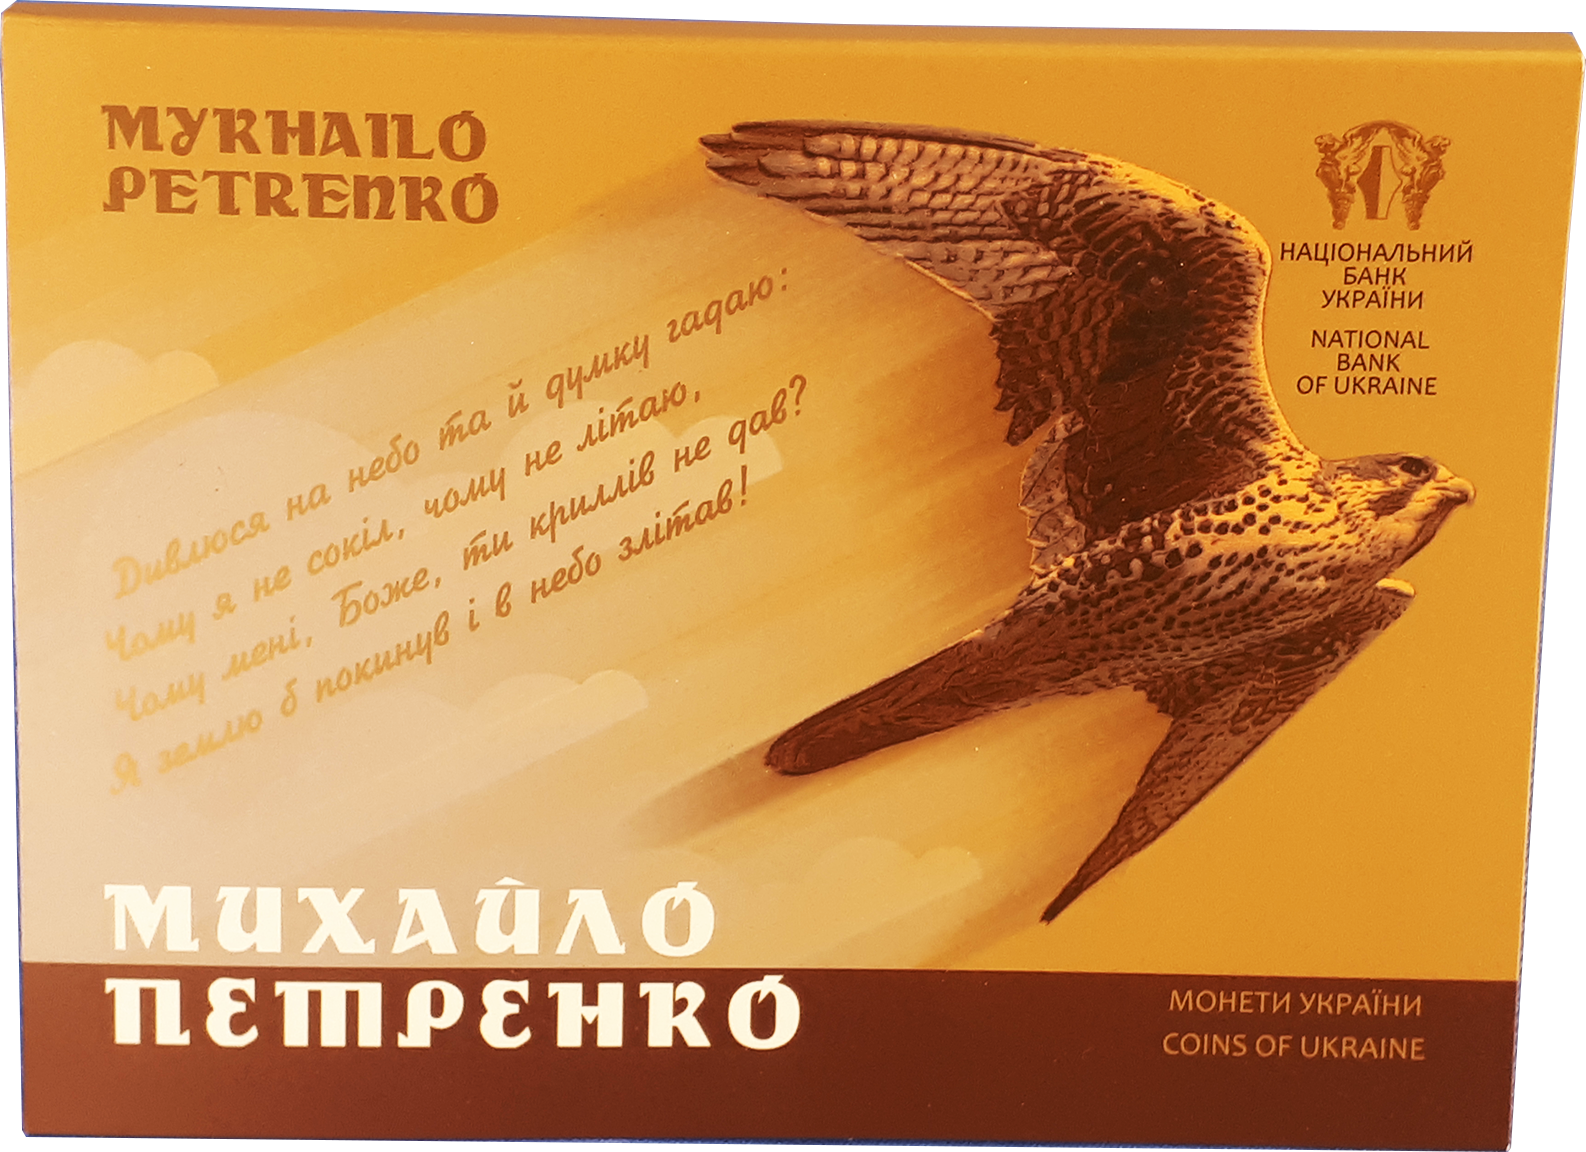 MYKHAILO
PETRENKO
НАЦІОНАЛЬНИЙ
БАНК
УКРАЇНИ
NATIONAL
BANK
OF UKRAINE
Дивлюся на небо та й думку гадаю:
Чому я не сокіл, чому не літаю,
Чому мені, Боже, ти криллів не дав?
Я землю б покинув і в небо злітав!
МИХАЙЛО
ПЕТРЕНКО
МОНЕТИ УКРАЇНИ
COINS OF UKRAINE